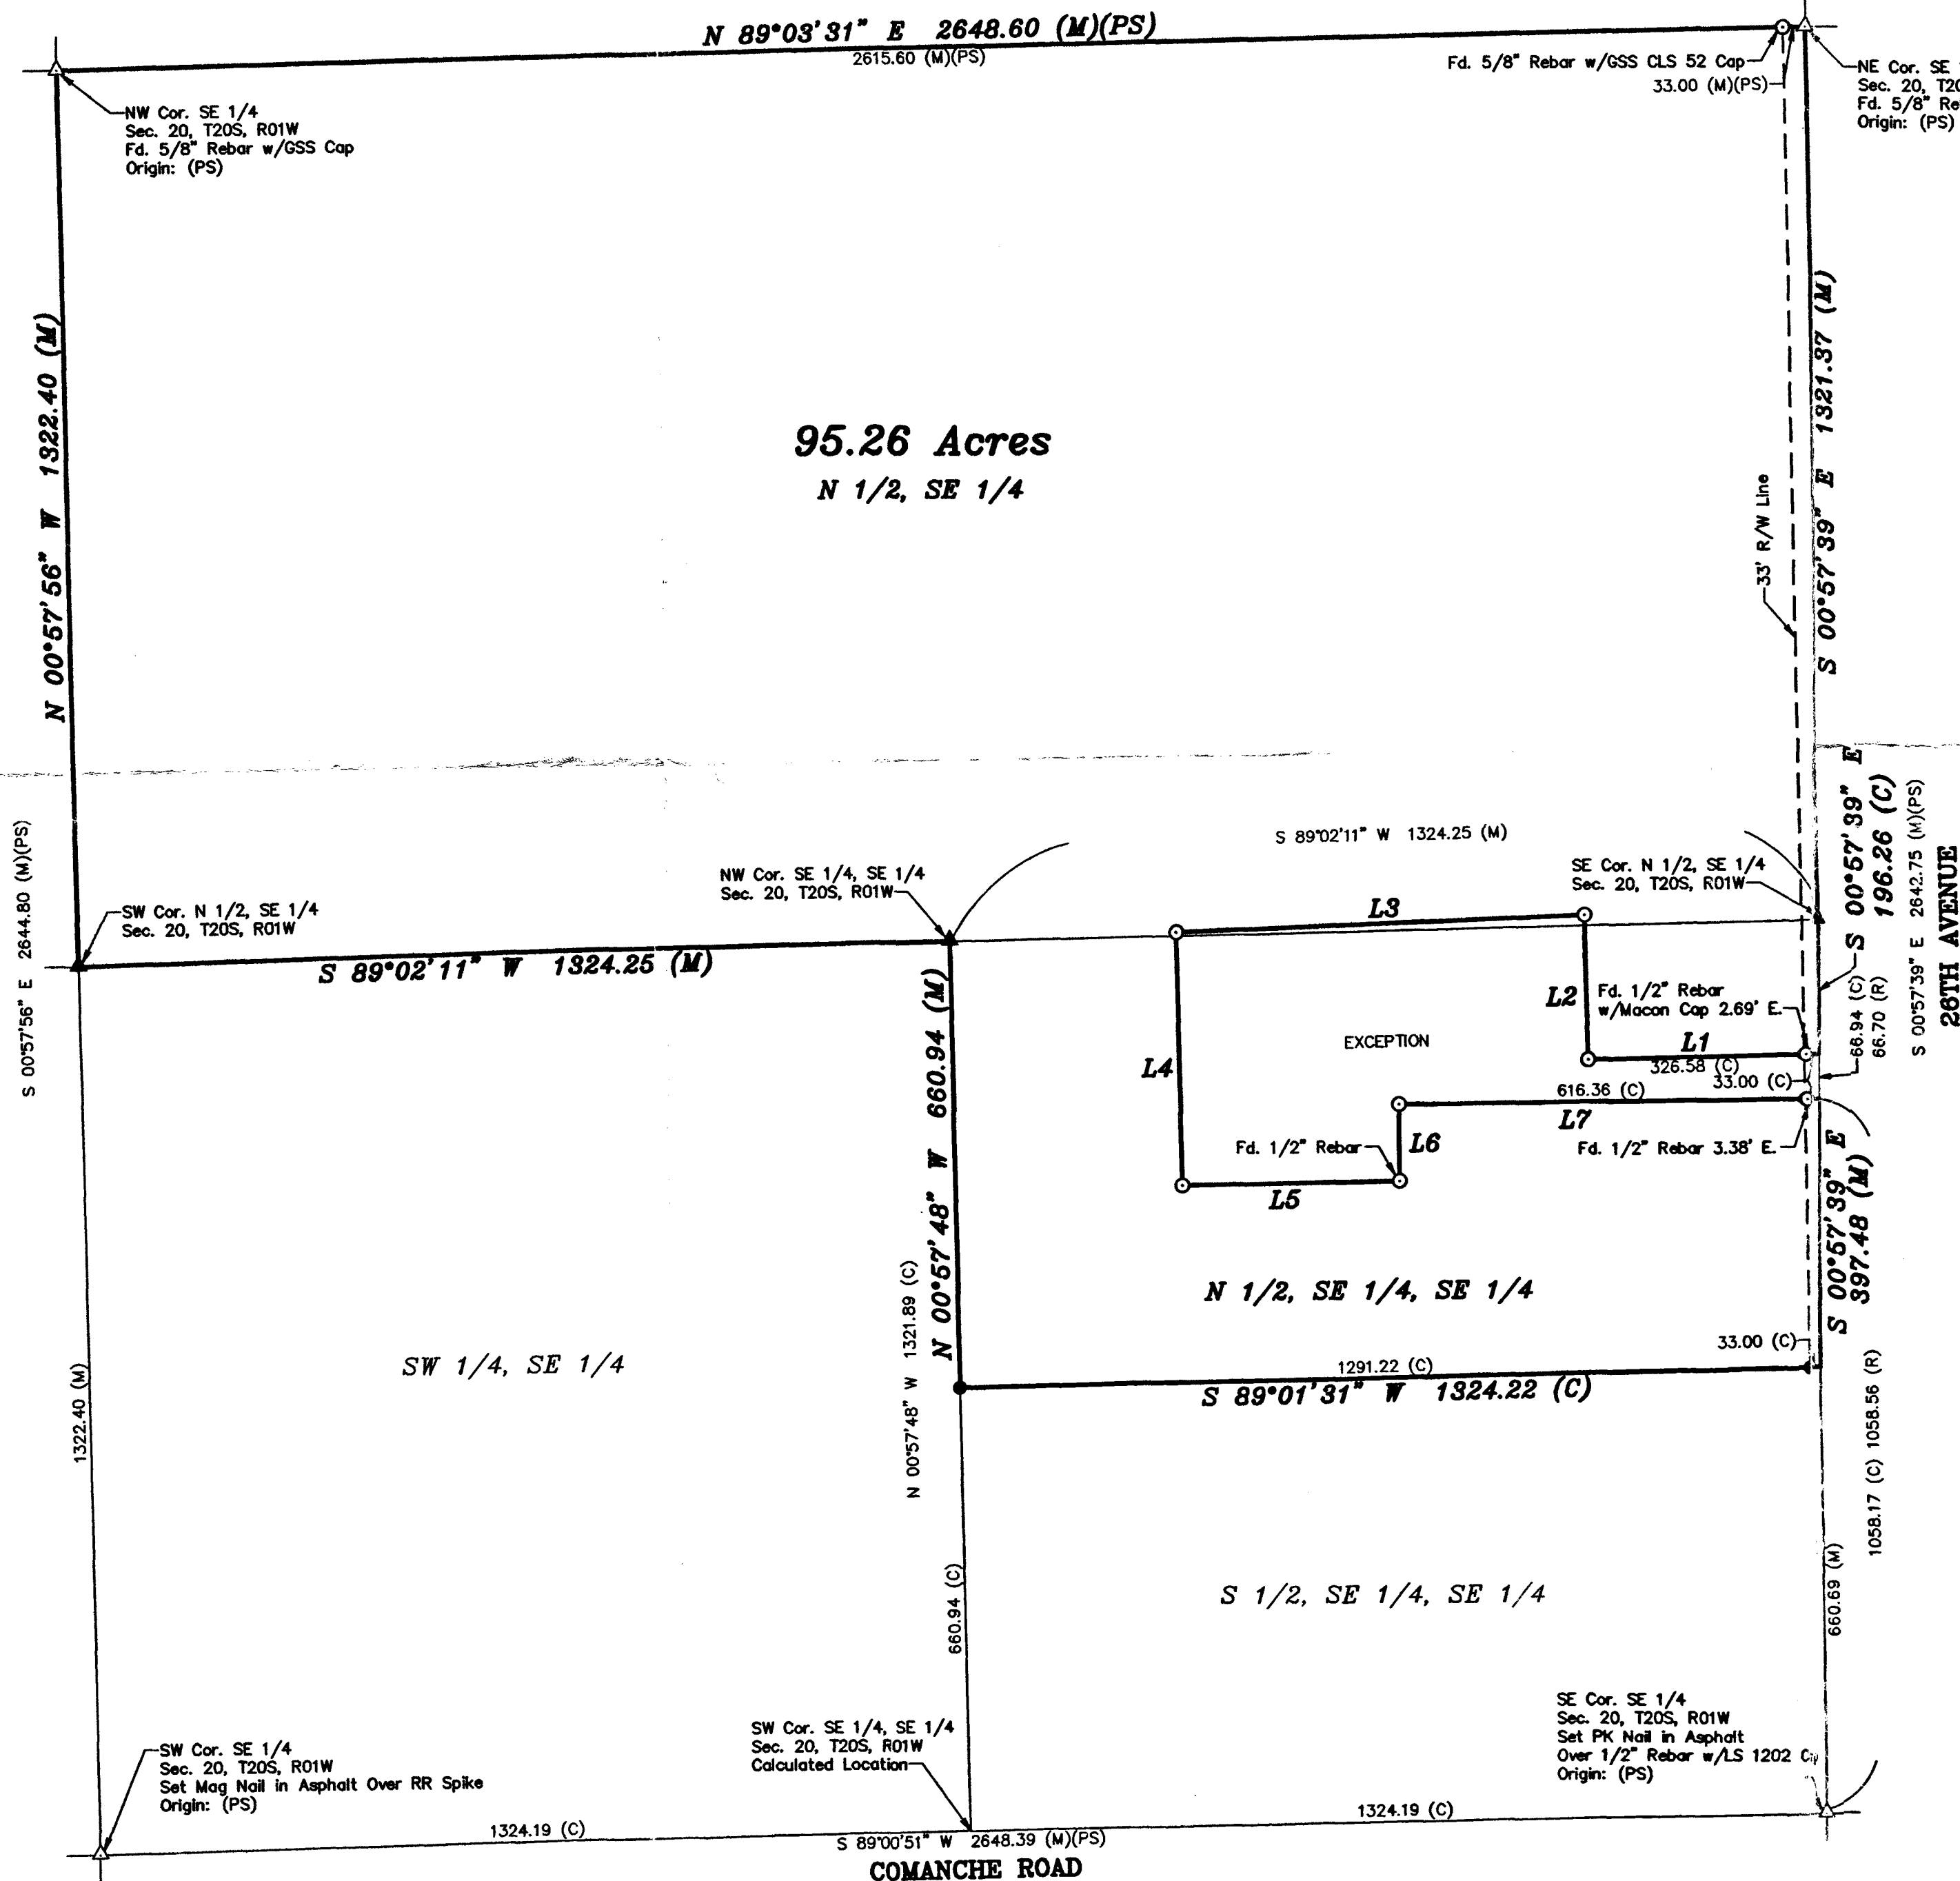 N 89°03'31" E 2648.60 (M)(PS)
2615.60 (M)(PS)
Fd. 5/8" Rebar w/GSS CLS 52 Cap
33.00 (M)(PS)
NE Cor. SE
Sec. 20,
Fd. 5/8"
Origin: (PS)
NW Cor. SE 1/4
Sec. 20, T20S, R01W
Fd. 5/8" Rebar w/GSS Cap
Origin: (PS)
N 00°57'56" W 1322.40 (M)
95.26 Acres
N 1/2, SE 1/4
33' R/W Line
S 00°57'39" E 1321.37 (M)
S 00°57'39" E
196.26 (C)
S 00°57'39" E 2642.75 (M)(PS)
26TH AVENUE
66.94 (C)
66.70 (R)
S 00°57'56" E 2644.80 (M)(PS)
S 89°02'11" W 1324.25 (M)
NW Cor. SE 1/4, SE 1/4
Sec. 20, T20S, R01W
SE Cor. N 1/2, SE 1/4
Sec. 20, T20S, R01W
SW Cor. N 1/2, SE 1/4
Sec. 20, T20S, R01W
S 89°02'11" W 1324.25 (M)
L3
L2
Fd. 1/2" Rebar
w/Macon Cap 2.69' E.
EXCEPTION
L1
326.58 (C)
33.00 (C)
L4
616.36 (C)
L7
L6
Fd. 1/2" Rebar
Fd. 1/2" Rebar 3.38' E.
L5
N 00°57'48" W 660.94 (M)
N 00°57'48" W 1321.89 (C)
S 00°57'39" E
397.48 (M)
N 1/2, SE 1/4, SE 1/4
33.00 (C)
1291.22 (C)
S 89°01'31" W 1324.22 (C)
SW 1/4, SE 1/4
1322.40 (M)
1058.17 (C) 1058.56 (R)
660.94 (C)
S 1/2, SE 1/4, SE 1/4
660.69 (M)
SW Cor. SE 1/4
Sec. 20, T20S, R01W
Set Mag Nail in Asphalt Over RR Spike
Origin: (PS)
SW Cor. SE 1/4, SE 1/4
Sec. 20, T20S, R01W
Calculated Location
SE Cor. SE 1/4
Sec. 20, T20S, R01W
Set PK Nail in Asphalt
Over 1/2" Rebar w/LS 1202
Origin: (PS)
1324.19 (C)
1324.19 (C)
S 89°00'51" W 2648.39 (M)(PS)
COMANCHE ROAD